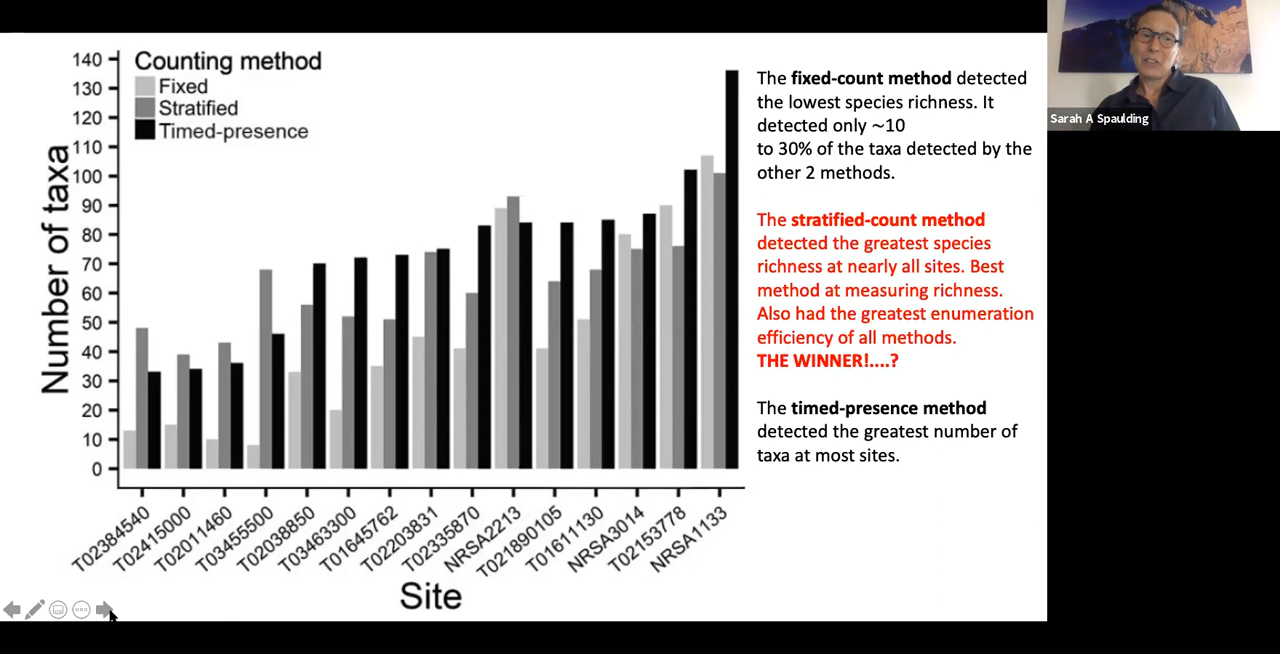 140
130
120
110
100
90
80
70
60
50
40
30
20
10
0
Number of taxa
Counting method
Fixed
Stratified
Timed-presence
T02384540
T02415000
T02011460
T03455500
T02038850
T03463300
T01645762
T02203831
T02335870
NRSA2213
T021890105
T01611130
NRSA3014
T02153778
NRSA1133
Site
The fixed-count method detected
the lowest species richness. It
detected only ~10
to 30% of the taxa detected by the
other 2 methods.
The stratified-count method
detected the greatest species
richness at nearly all sites. Best
method at measuring richness.
Also had the greatest enumeration
efficiency of all methods.
THE WINNER!....?
The timed-presence method
detected the greatest number of
taxa at most sites.
Sarah A Spaulding